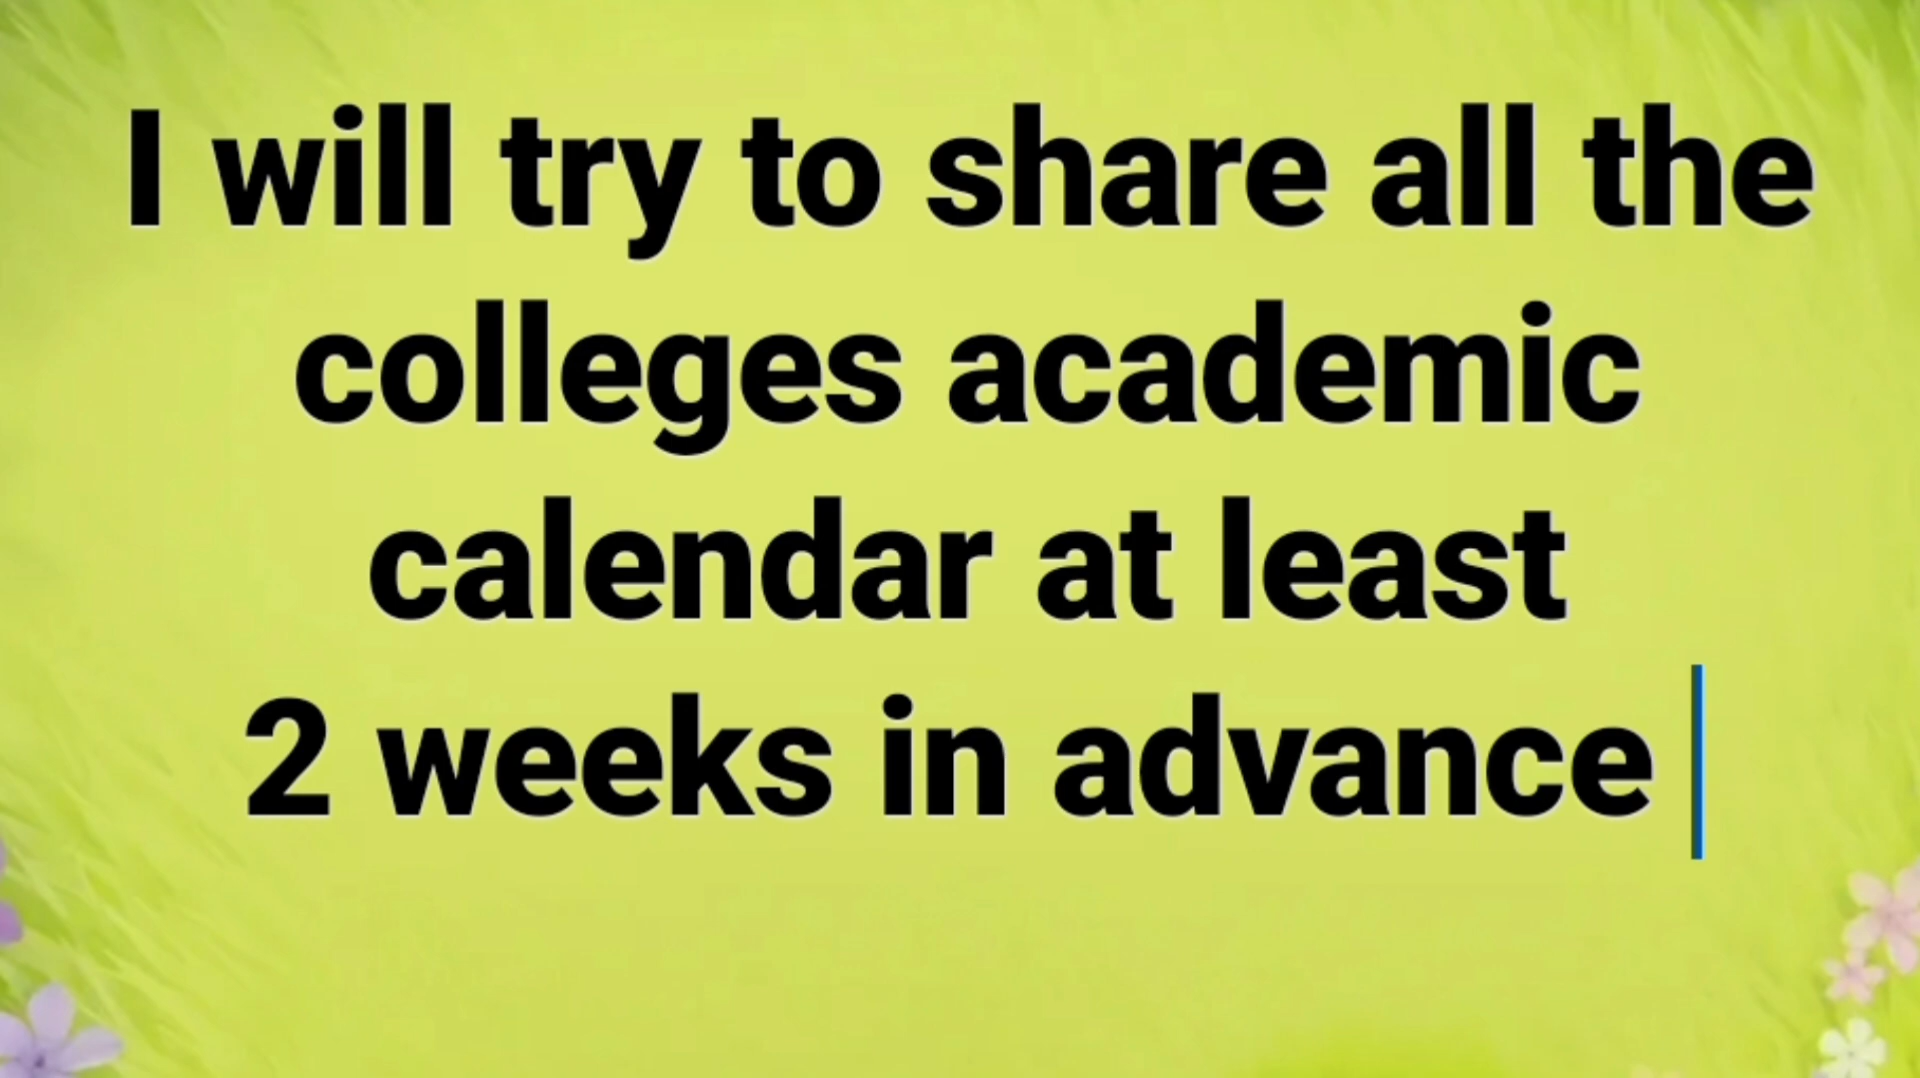 I will try to share all the
colleges academic
calendar at least
2 weeks in advance